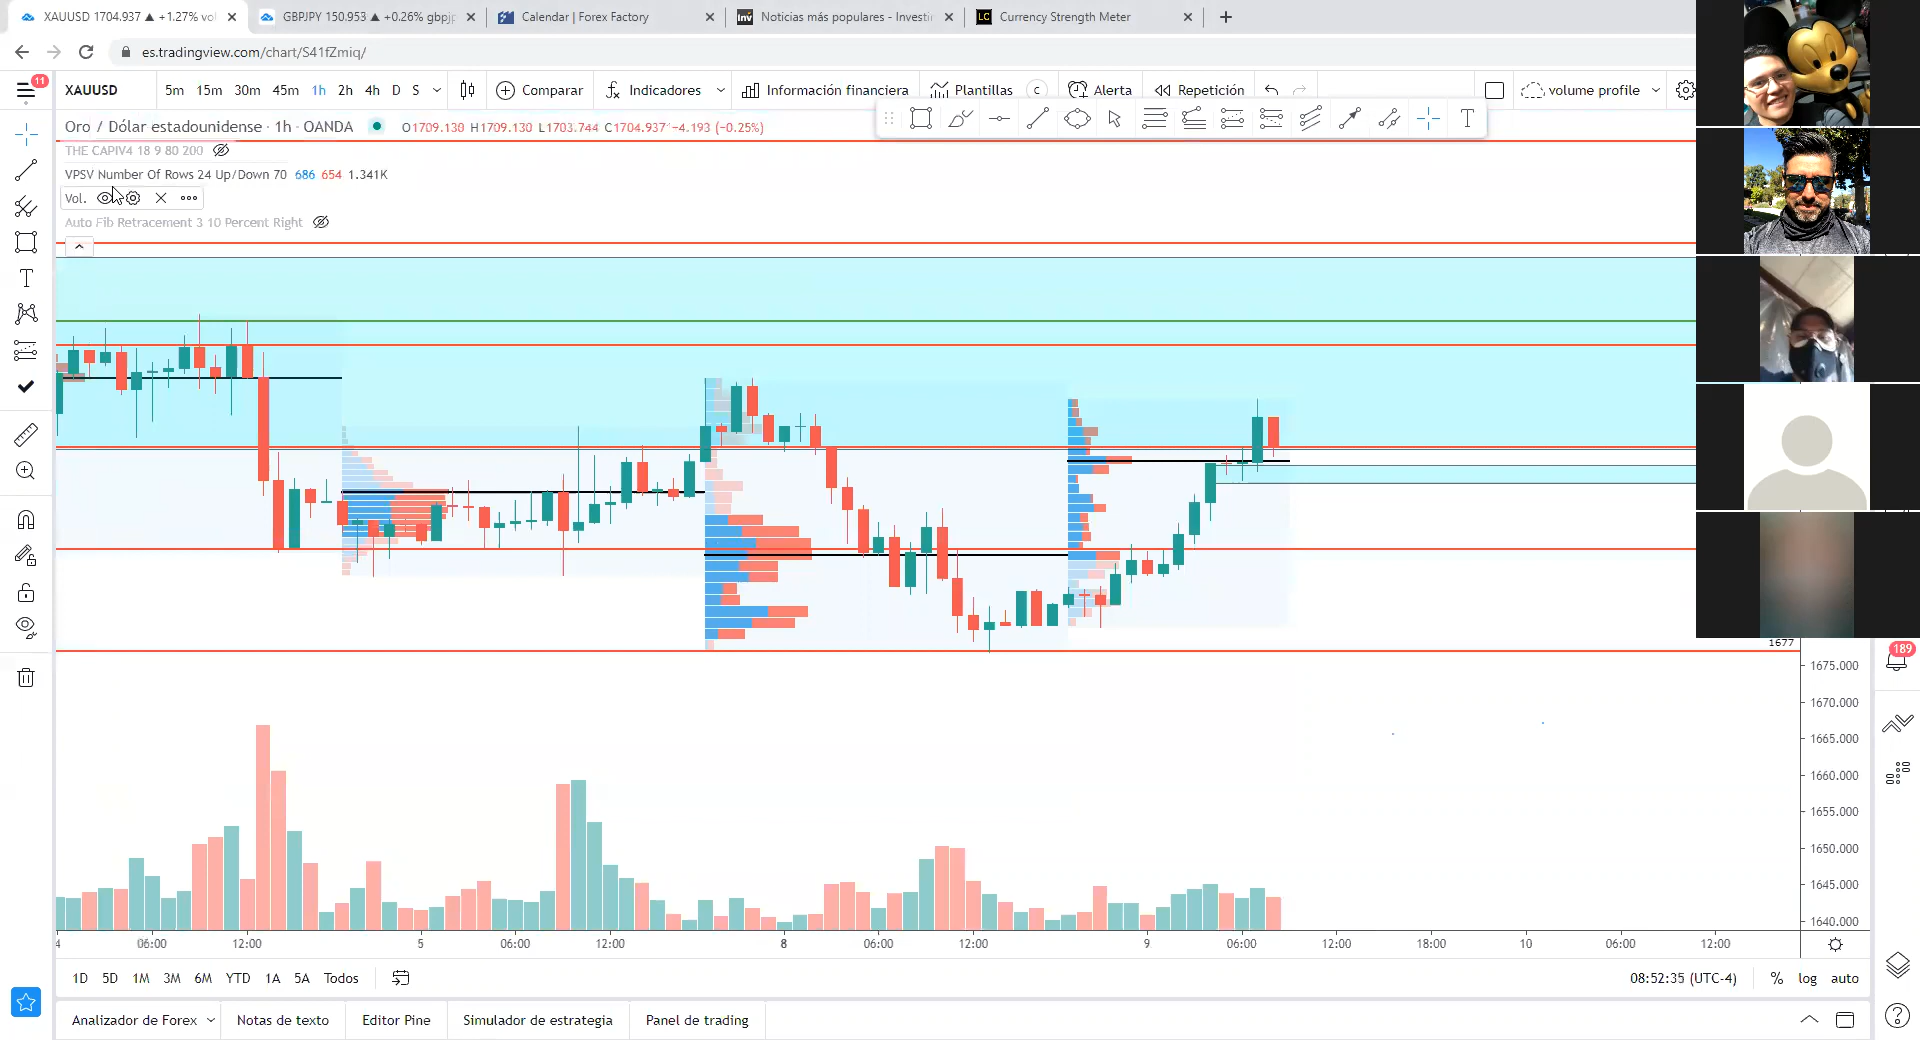 XAUUSD 1704.937 ▲ +1.27% vol
GBPJPY 150.953 ▲ +0.26% gbpjp
Calendar | Forex Factory
Inv Noticias más populares - Investi
LC Currency Strength Meter
es.tradingview.com/chart/S41fZmiq/
11
XAUUSD 5m 15m 30m 45m 1h 2h 4h D S Comparar Indicadores Información financiera Plantillas C Alerta Repetición volume profile
Oro / Dólar estadounidense · 1h · OANDA O1709.130 H1709.130 L1703.744 C1704.937 −4.193 (−0.25%)
THE CAPIV4 18 9 80 200
VPSV Number Of Rows 24 Up/Down 70 686 654 1.341K
Vol.
Auto Fib Retracement 3 10 Percent Right
1677
189
1675.000
1670.000
1665.000
1660.000
1655.000
1650.000
1645.000
1640.000
4 06:00 12:00 5 06:00 12:00 8 06:00 12:00 9 06:00 12:00 18:00 10 06:00 12:00
1D 5D 1M 3M 6M YTD 1A 5A Todos 08:52:35 (UTC-4) % log auto
Analizador de Forex Notas de texto Editor Pine Simulador de estrategia Panel de trading